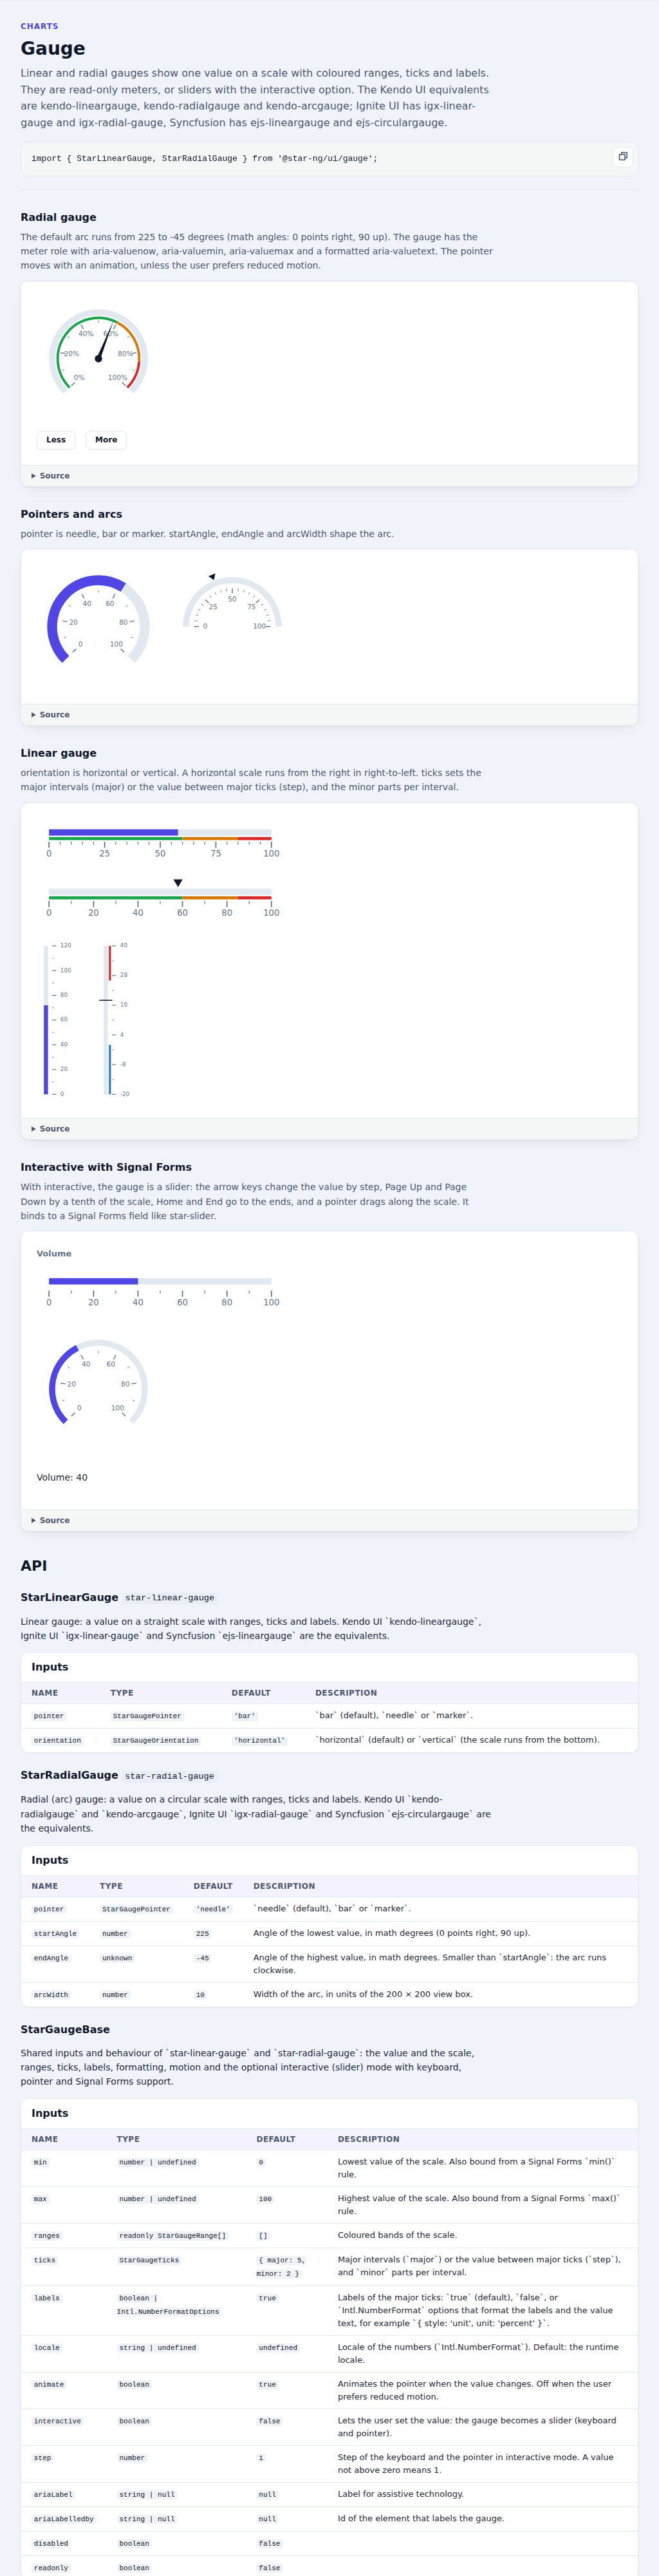 CHARTS
Gauge
Linear and radial gauges show one value on a scale with coloured ranges, ticks and labels.
They are read-only meters, or sliders with the interactive option. The Kendo UI equivalents
are kendo-lineargauge, kendo-radialgauge and kendo-arcgauge; Ignite UI has igx-linear-
gauge and igx-radial-gauge, Syncfusion has ejs-lineargauge and ejs-circulargauge.
import { StarLinearGauge, StarRadialGauge } from '@star-ng/ui/gauge';
Radial gauge
The default arc runs from 225 to -45 degrees (math angles: 0 points right, 90 up). The gauge has the
meter role with aria-valuenow, aria-valuemin, aria-valuemax and a formatted aria-valuetext. The pointer
moves with an animation, unless the user prefers reduced motion.
40% 60%
20% 80%
0% 100%
Less More
Source
Pointers and arcs
pointer is needle, bar or marker. startAngle, endAngle and arcWidth shape the arc.
40 60
20 80
0 100
50
25 75
0 100
Source
Linear gauge
orientation is horizontal or vertical. A horizontal scale runs from the right in right-to-left. ticks sets the
major intervals (major) or the value between major ticks (step), and the minor parts per interval.
0 25 50 75 100
0 20 40 60 80 100
120 40
100 28
80 16
60 4
40 -8
20 -20
0
Source
Interactive with Signal Forms
With interactive, the gauge is a slider: the arrow keys change the value by step, Page Up and Page
Down by a tenth of the scale, Home and End go to the ends, and a pointer drags along the scale. It
binds to a Signal Forms field like star-slider.
Volume
0 20 40 60 80 100
40 60
20 80
0 100
Volume: 40
Source
API
StarLinearGauge star-linear-gauge
Linear gauge: a value on a straight scale with ranges, ticks and labels. Kendo UI `kendo-lineargauge`,
Ignite UI `igx-linear-gauge` and Syncfusion `ejs-lineargauge` are the equivalents.
Inputs
NAME TYPE DEFAULT DESCRIPTION
pointer StarGaugePointer 'bar' `bar` (default), `needle` or `marker`.
orientation StarGaugeOrientation 'horizontal' `horizontal` (default) or `vertical` (the scale runs from the bottom).
StarRadialGauge star-radial-gauge
Radial (arc) gauge: a value on a circular scale with ranges, ticks and labels. Kendo UI `kendo-
radialgauge` and `kendo-arcgauge`, Ignite UI `igx-radial-gauge` and Syncfusion `ejs-circulargauge` are
the equivalents.
Inputs
NAME TYPE DEFAULT DESCRIPTION
pointer StarGaugePointer 'needle' `needle` (default), `bar` or `marker`.
startAngle number 225 Angle of the lowest value, in math degrees (0 points right, 90 up).
endAngle unknown -45 Angle of the highest value, in math degrees. Smaller than `startAngle`: the arc runs
clockwise.
arcWidth number 10 Width of the arc, in units of the 200 × 200 view box.
StarGaugeBase
Shared inputs and behaviour of `star-linear-gauge` and `star-radial-gauge`: the value and the scale,
ranges, ticks, labels, formatting, motion and the optional interactive (slider) mode with keyboard,
pointer and Signal Forms support.
Inputs
NAME TYPE DEFAULT DESCRIPTION
min number | undefined 0 Lowest value of the scale. Also bound from a Signal Forms `min()`
rule.
max number | undefined 100 Highest value of the scale. Also bound from a Signal Forms `max()`
rule.
ranges readonly StarGaugeRange[] [] Coloured bands of the scale.
ticks StarGaugeTicks { major: 5, Major intervals (`major`) or the value between major ticks (`step`),
minor: 2 } and `minor` parts per interval.
labels boolean | true Labels of the major ticks: `true` (default), `false`, or
Intl.NumberFormatOptions `Intl.NumberFormat` options that format the labels and the value
text, for example `{ style: 'unit', unit: 'percent' }`.
locale string | undefined undefined Locale of the numbers (`Intl.NumberFormat`). Default: the runtime
locale.
animate boolean true Animates the pointer when the value changes. Off when the user
prefers reduced motion.
interactive boolean false Lets the user set the value: the gauge becomes a slider (keyboard
and pointer).
step number 1 Step of the keyboard and the pointer in interactive mode. A value
not above zero means 1.
ariaLabel string | null null Label for assistive technology.
ariaLabelledby string | null null Id of the element that labels the gauge.
disabled boolean false
readonly boolean false